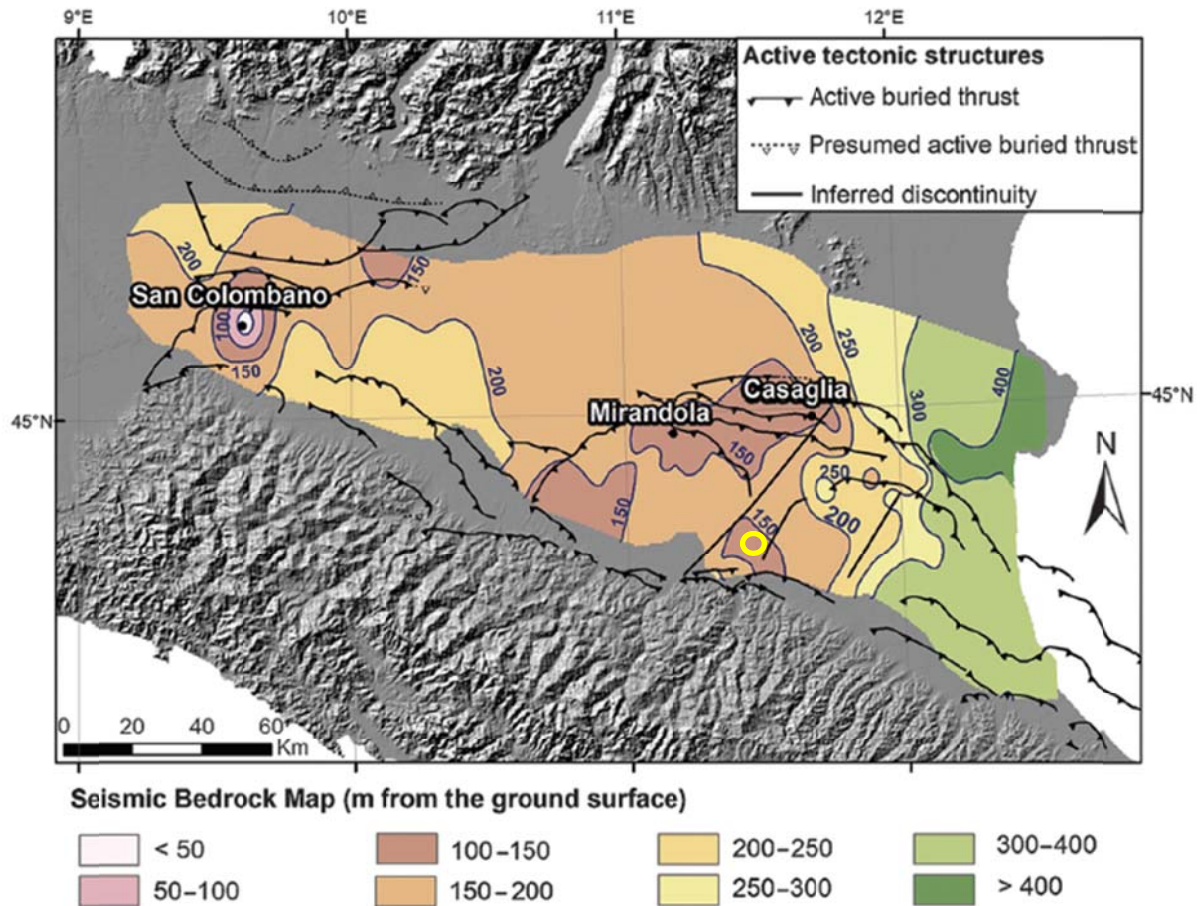 9°E 10°E 11°E 12°E
Active tectonic structures
Active buried thrust
Presumed active buried thrust
Inferred discontinuity
200
150
San Colombano
100
200
250
150
200
Casaglia
400
300
45°N
Mirandola
45°N
150
250
N
150
150
200
0 20 40 60
Km
Seismic Bedrock Map (m from the ground surface)
< 50 100–150 200–250 300–400
50–100 150–200 250–300 > 400